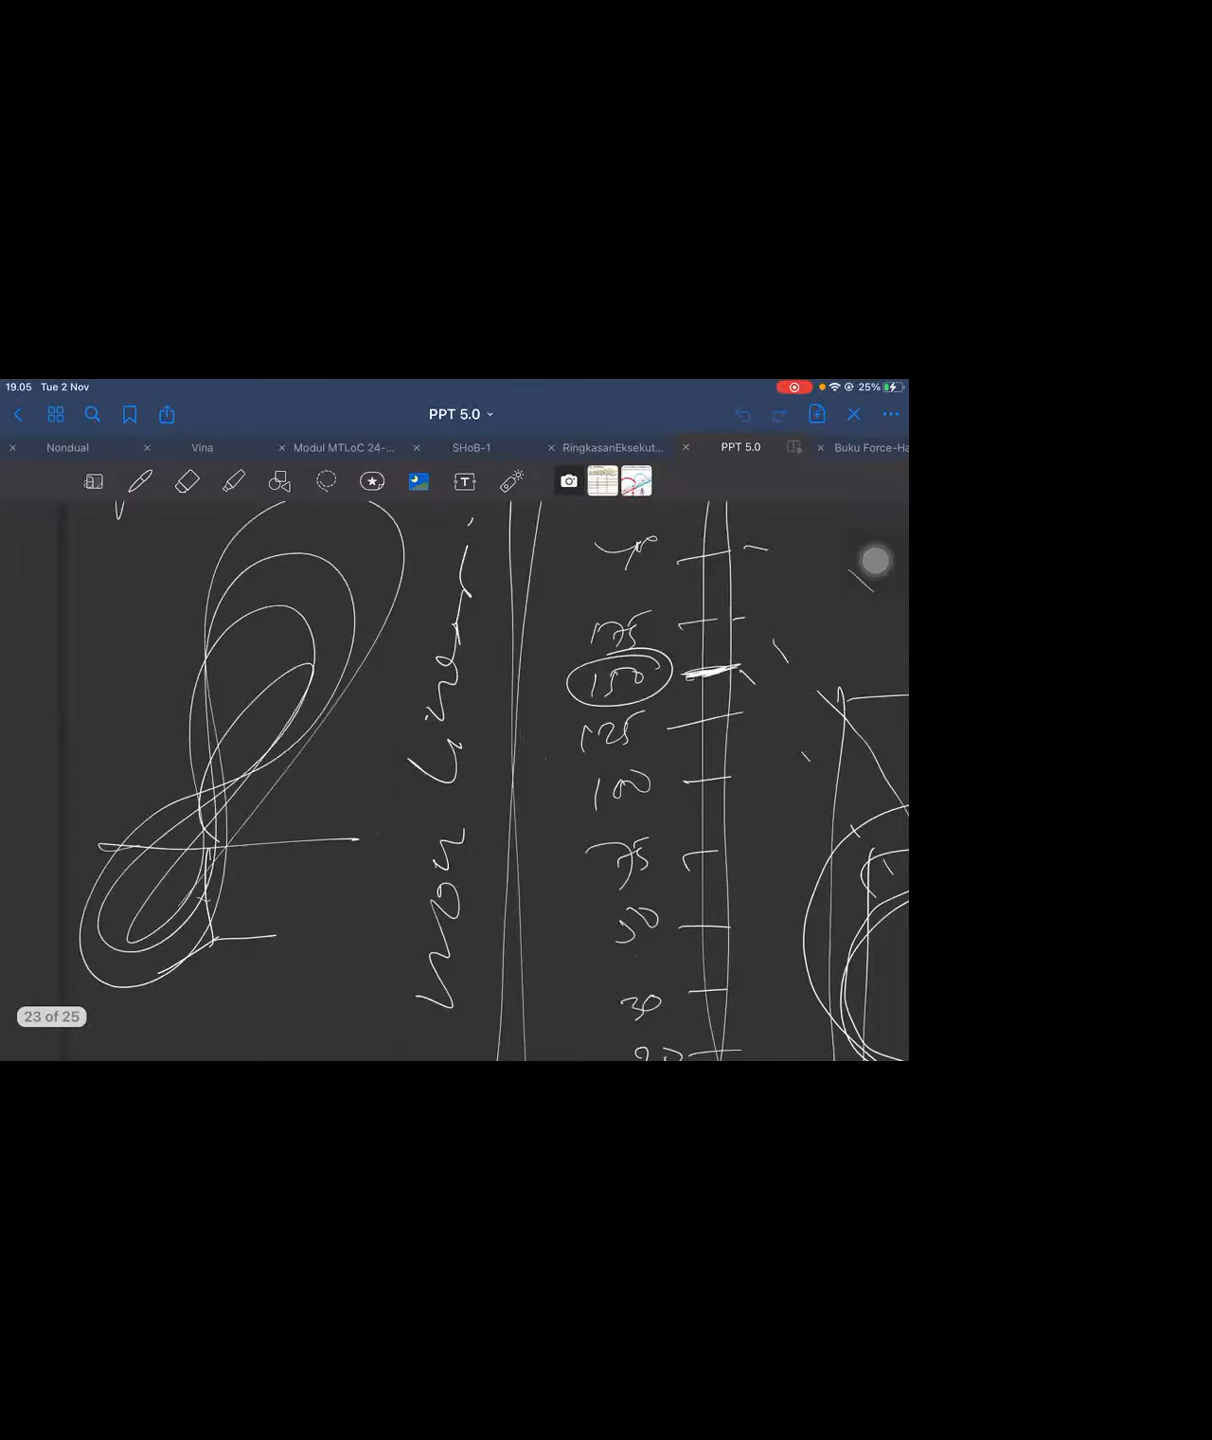 19.05 Tue 2 Nov
25%
PPT 5.0
Nondual
Vina
Modul MTLoC 24-...
SHoB-1
RingkasanEksekut...
PPT 5.0
Buku Force-Ha
175
150
125
100
75
50
30
20
non linear
23 of 25